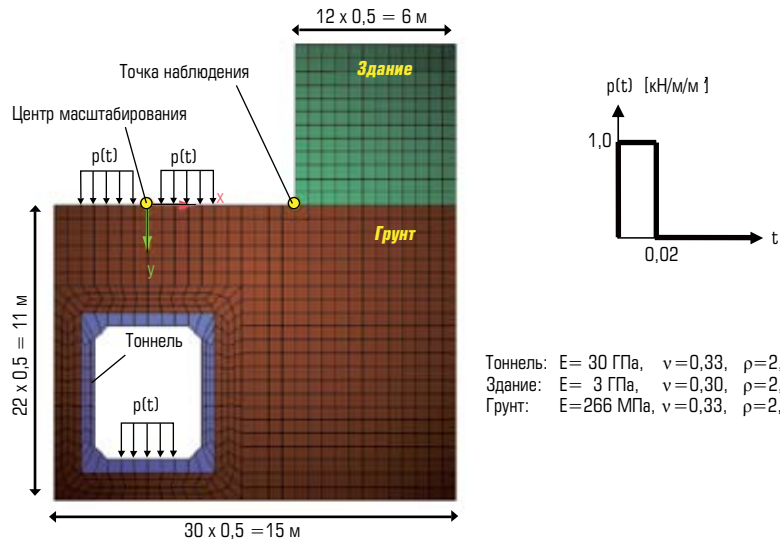 12 x 0,5 = 6 м
Здание
Точка наблюдения
Центр масштабирования
p(t)
p(t)
x
y
Грунт
22 x 0,5 = 11 м
Тоннель
p(t)
30 x 0,5 =15 м
p(t) [кН/м/м²]
1,0
0,02
t
Тоннель: E= 30 ГПа, ν=0,33, ρ=2,
Здание: E= 3 ГПа, ν=0,30, ρ=2,
Грунт: E=266 МПа, ν=0,33, ρ=2,